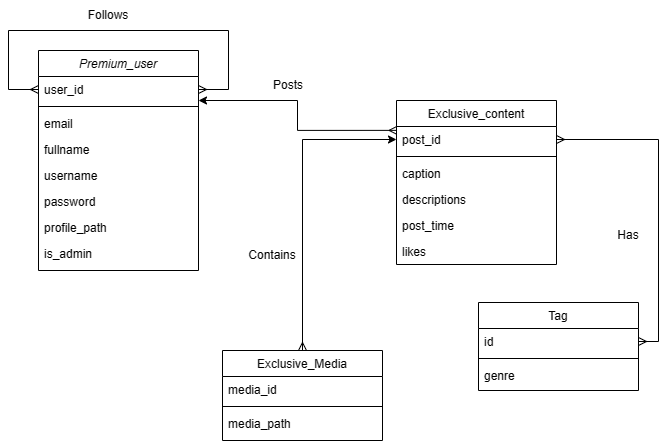 Follows
Premium_user
user_id
email
fullname
username
password
profile_path
is_admin
Posts
Exclusive_content
post_id
caption
descriptions
post_time
likes
Has
Contains
Tag
id
genre
Exclusive_Media
media_id
media_path